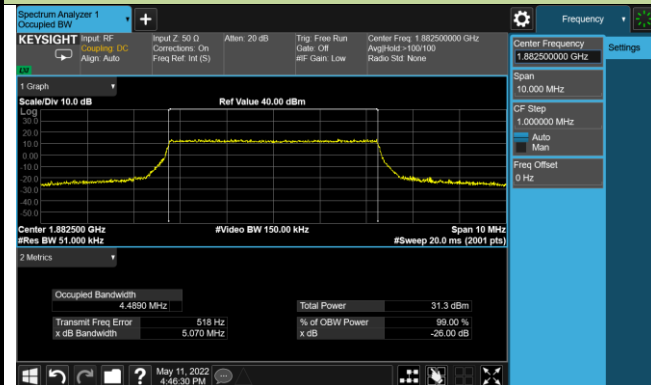 Spectrum Analyzer 1
Occupied BW
Frequency
KEYSIGHT
Input: RF
Coupling: DC
Align: Auto
Input Z: 50 Ω
Corrections: On
Freq Ref: Int (S)
Atten: 20 dB
Trig: Free Run
Gate: Off
#IF Gain: Low
Center Freq: 1.882500000 GHz
Avg|Hold:>100/100
Radio Std: None
Center Frequency
1.882500000 GHz
Settings
Span
10.000 MHz
CF Step
1.000000 MHz
Auto
Man
Freq Offset
0 Hz
1 Graph
Scale/Div 10.0 dB
Ref Value 40.00 dBm
Log
30.0
20.0
10.0
0.00
-10.0
-20.0
-30.0
-40.0
-50.0
Center 1.882500 GHz
#Video BW 150.00 kHz
Span 10 MHz
#Res BW 51.000 kHz
#Sweep 20.0 ms (2001 pts)
2 Metrics
Occupied Bandwidth
4.4890 MHz
Total Power
31.3 dBm
Transmit Freq Error
518 Hz
% of OBW Power
99.00 %
x dB Bandwidth
5.070 MHz
x dB
-26.00 dB
?
May 11, 2022
4:46:30 PM